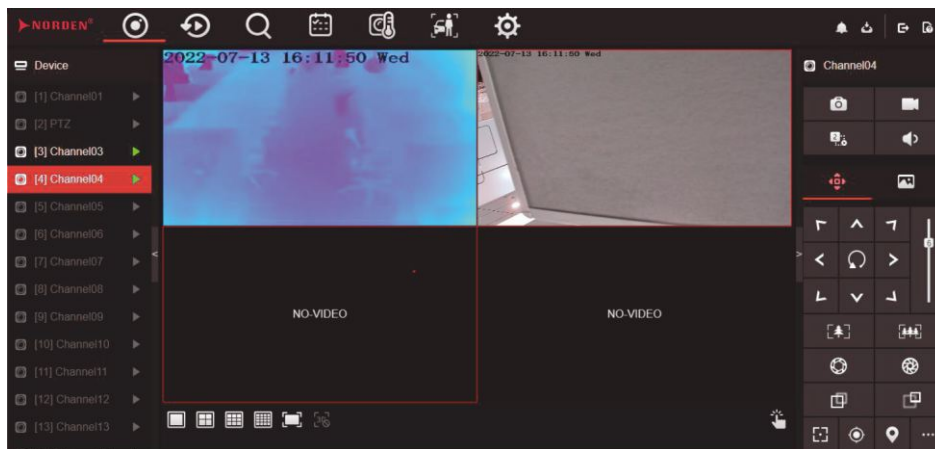 NORDEN®
Device
Channel04
[1] Channel01
[2] PTZ
[3] Channel03
[4] Channel04
[5] Channel05
[6] Channel06
[7] Channel07
[8] Channel08
[9] Channel09
[10] Channel10
[11] Channel11
[12] Channel12
[13] Channel13
2022-07-13 16:11:50 Wed
2022-07-13 16:11:50 Wed
NO-VIDEO
NO-VIDEO
6